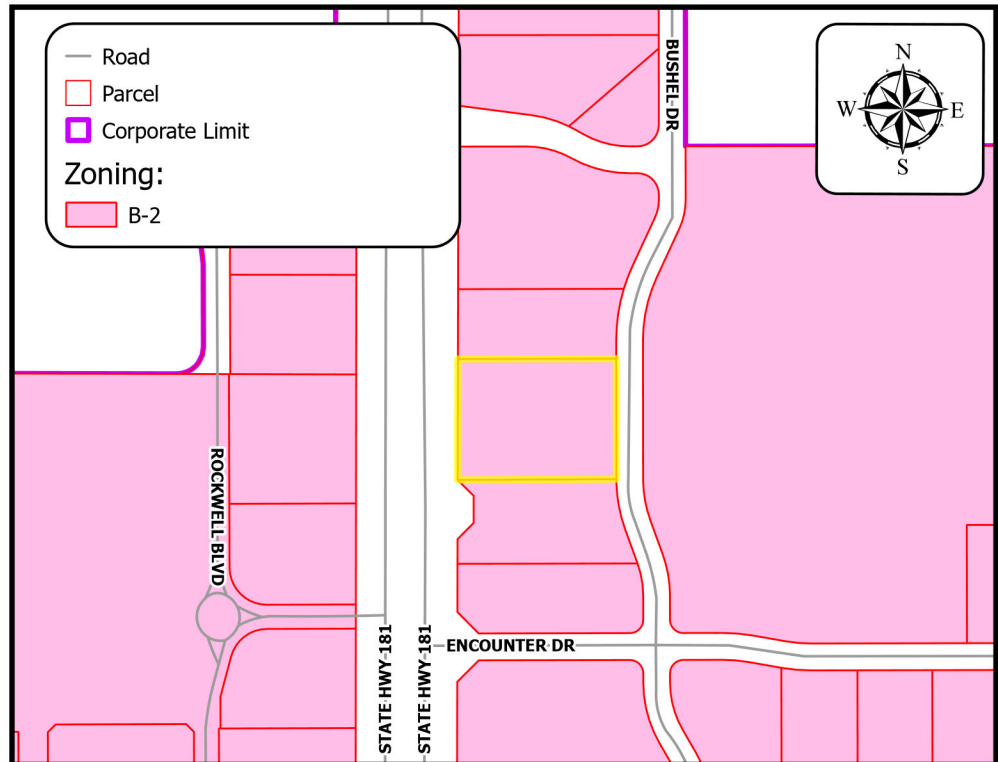 Road
Parcel
Corporate Limit
Zoning:
B-2
N
W
E
S
BUSHEL DR
ROCKWELL BLVD
STATE HWY 181
STATE HWY 181
ENCOUNTER DR